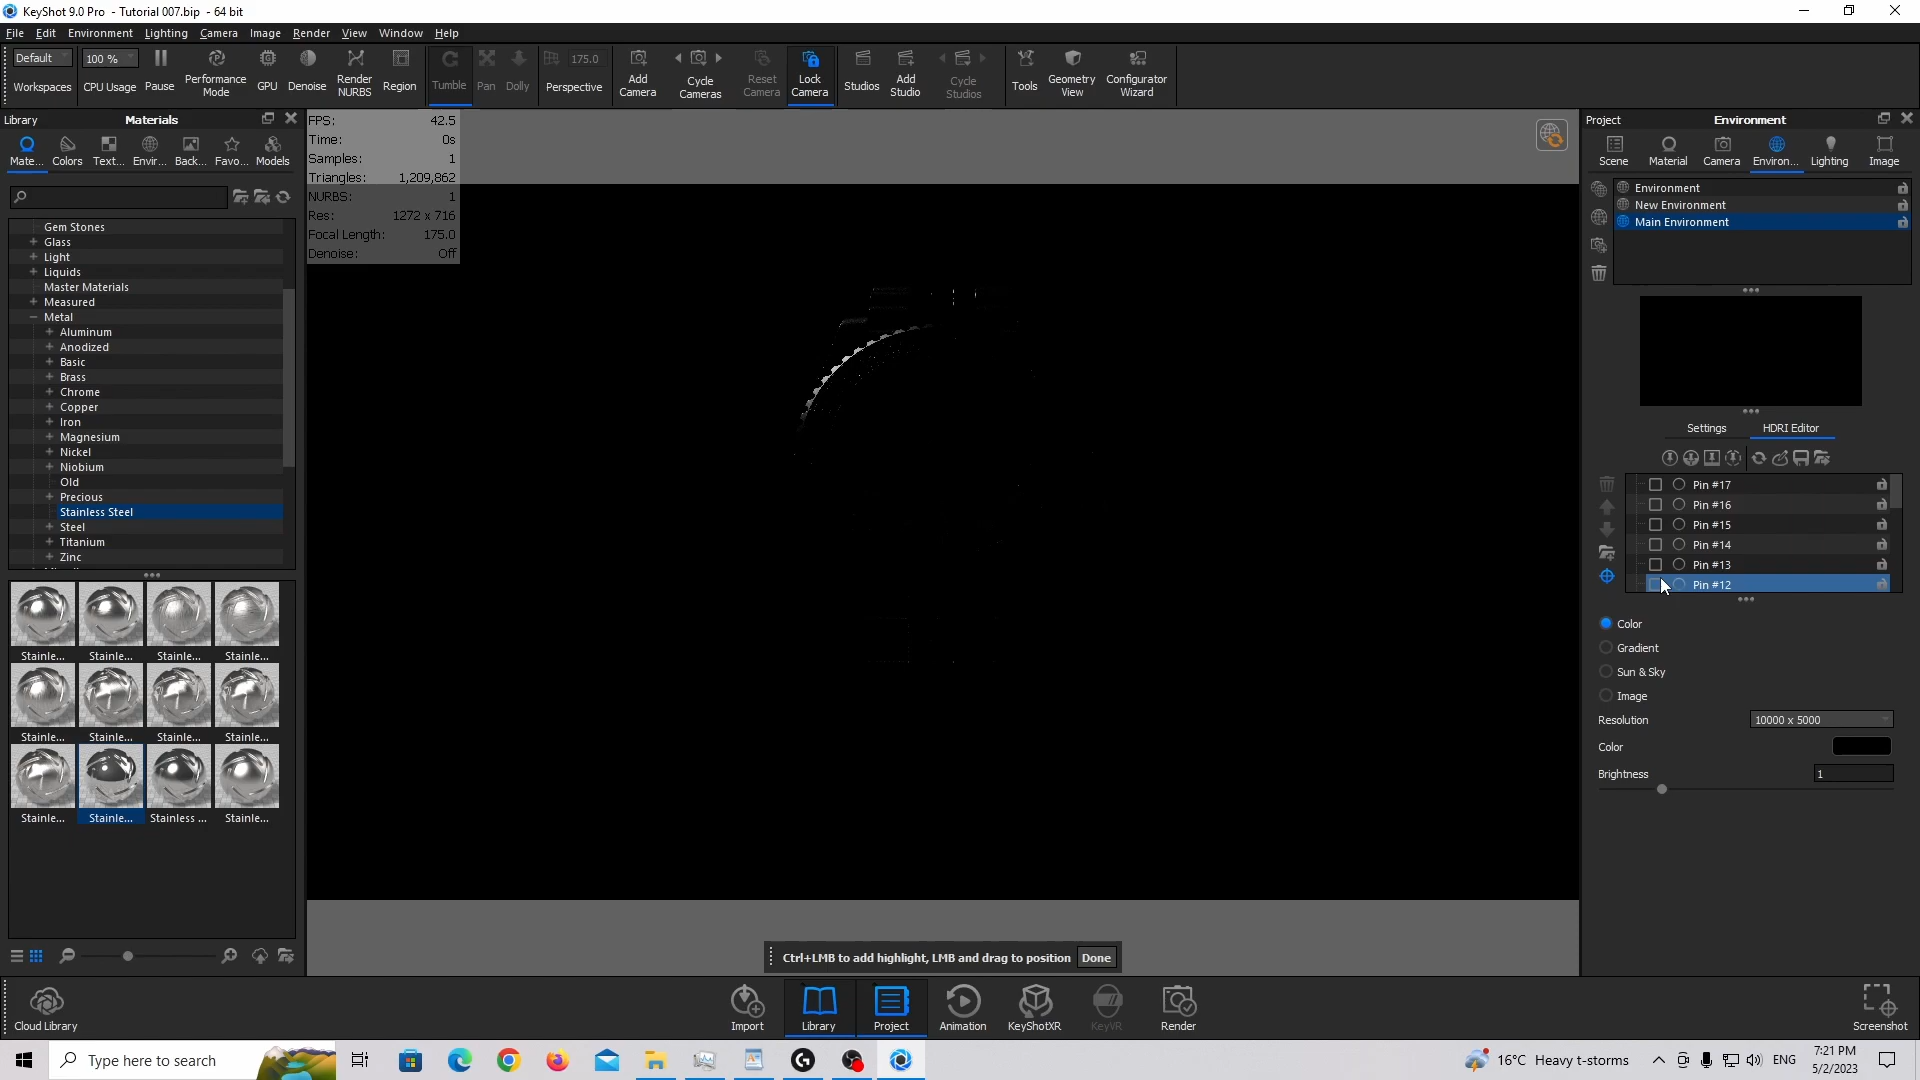 KeyShot 9.0 Pro - Tutorial 007.bip - 64 bit
File Edit Environment Lighting Camera Image Render View Window Help
Default 100 % 175.0
Workspaces CPU Usage Pause Performance Mode GPU Denoise Render NURBS Region Tumble Pan Dolly Perspective Add Camera Cycle Cameras Reset Camera Lock Camera Studios Add Studio Cycle Studios Tools Geometry View Configurator Wizard
Library Materials
Mate... Colors Text... Envir... Back... Favo... Models
Gem Stones
Glass
Light
Liquids
Master Materials
Measured
Metal
Aluminum
Anodized
Basic
Brass
Chrome
Copper
Iron
Magnesium
Nickel
Niobium
Old
Precious
Stainless Steel
Steel
Titanium
Zinc
Stainle... Stainle... Stainle... Stainle...
Stainle... Stainle... Stainle... Stainle...
Stainle... Stainle... Stainless ... Stainle...
FPS: 42.5
Time: 0s
Samples: 1
Triangles: 1,209,862
NURBS: 1
Res: 1272 x 716
Focal Length: 175.0
Denoise: Off
Ctrl+LMB to add highlight, LMB and drag to position Done
Project Environment
Scene Material Camera Environ... Lighting Image
Environment
New Environment
Main Environment
Settings HDRI Editor
Pin #17
Pin #16
Pin #15
Pin #14
Pin #13
Pin #12
Color
Gradient
Sun & Sky
Image
Resolution 10000 x 5000
Color
Brightness 1
Cloud Library Import Library Project Animation KeyShotXR KeyVR Render Screenshot
Type here to search
16°C Heavy t-storms ENG 7:21 PM
5/2/2023